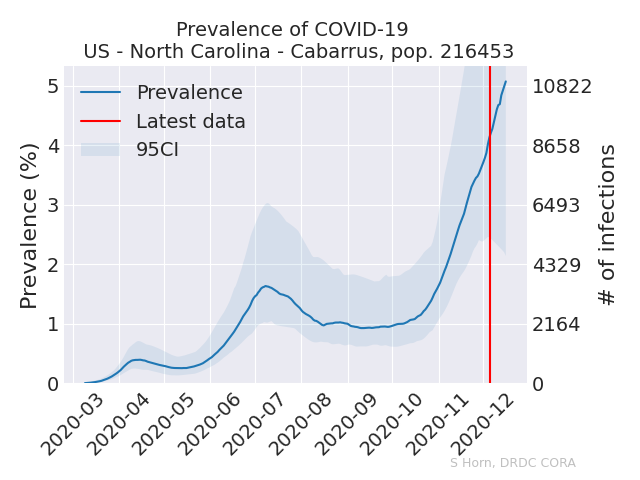 Prevalence of COVID-19
US - North Carolina - Cabarrus, pop. 216453
Prevalence
Latest data
95CI
Prevalence (%)
5
4
3
2
1
0
10822
8658
6493
4329
2164
0
# of infections
2020-03
2020-04
2020-05
2020-06
2020-07
2020-08
2020-09
2020-10
2020-11
2020-12
S Horn, DRDC CORA